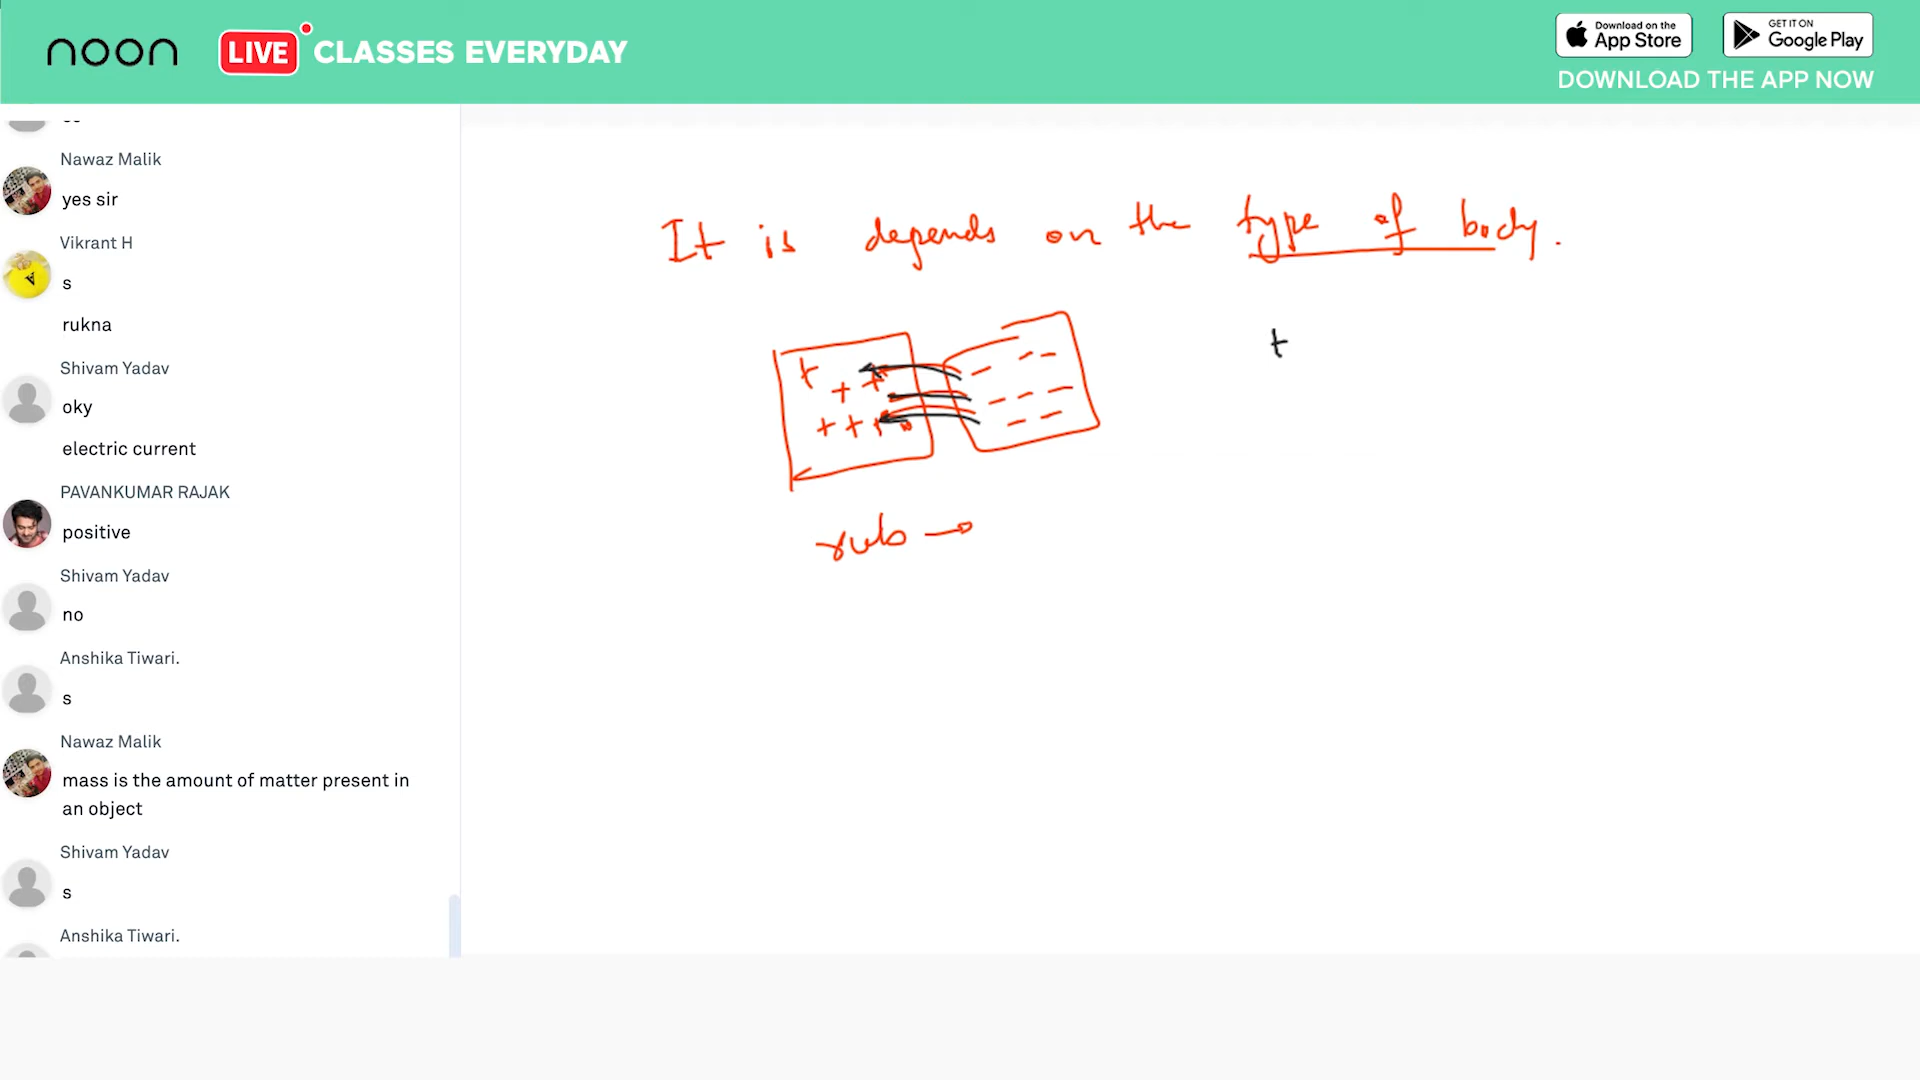 noon LIVE CLASSES EVERYDAY
Download on the App Store
GET IT ON Google Play
DOWNLOAD THE APP NOW
Nawaz Malik
yes sir
Vikrant H
s
rukna
Shivam Yadav
oky
electric current
PAVANKUMAR RAJAK
positive
Shivam Yadav
no
Anshika Tiwari.
s
Nawaz Malik
mass is the amount of matter present in
an object
Shivam Yadav
s
Anshika Tiwari.
It is depends on the type of body.
+ - -
+ + -
+ + + - - -
- -
t
rub →